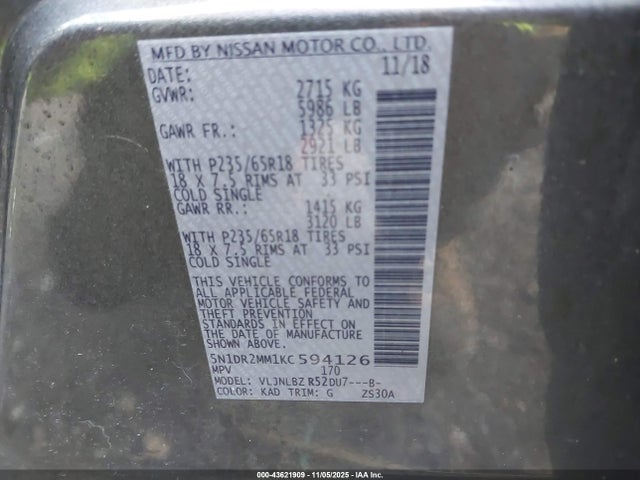 MFD BY NISSAN MOTOR CO., LTD.
DATE: 11/18
GVWR: 2715 KG
5986 LB
GAWR FR.: 1325 KG
2921 LB
WITH P235/65R18 TIRES
18 X 7.5 RIMS AT 33 PSI
COLD SINGLE
GAWR RR.: 1415 KG
3120 LB
WITH P235/65R18 TIRES
18 X 7.5 RIMS AT 33 PSI
COLD SINGLE
THIS VEHICLE CONFORMS TO
ALL APPLICABLE FEDERAL
MOTOR VEHICLE SAFETY AND
THEFT PREVENTION
STANDARDS IN EFFECT ON
THE DATE OF MANUFACTURE
SHOWN ABOVE.
5N1DR2MM1KC594126
MPV 170
MODEL: VLJNLBZ R52DU7---B-
COLOR: KAD TRIM: G ZS30A
000-43621909 - 11/05/2025 - IAA Inc.